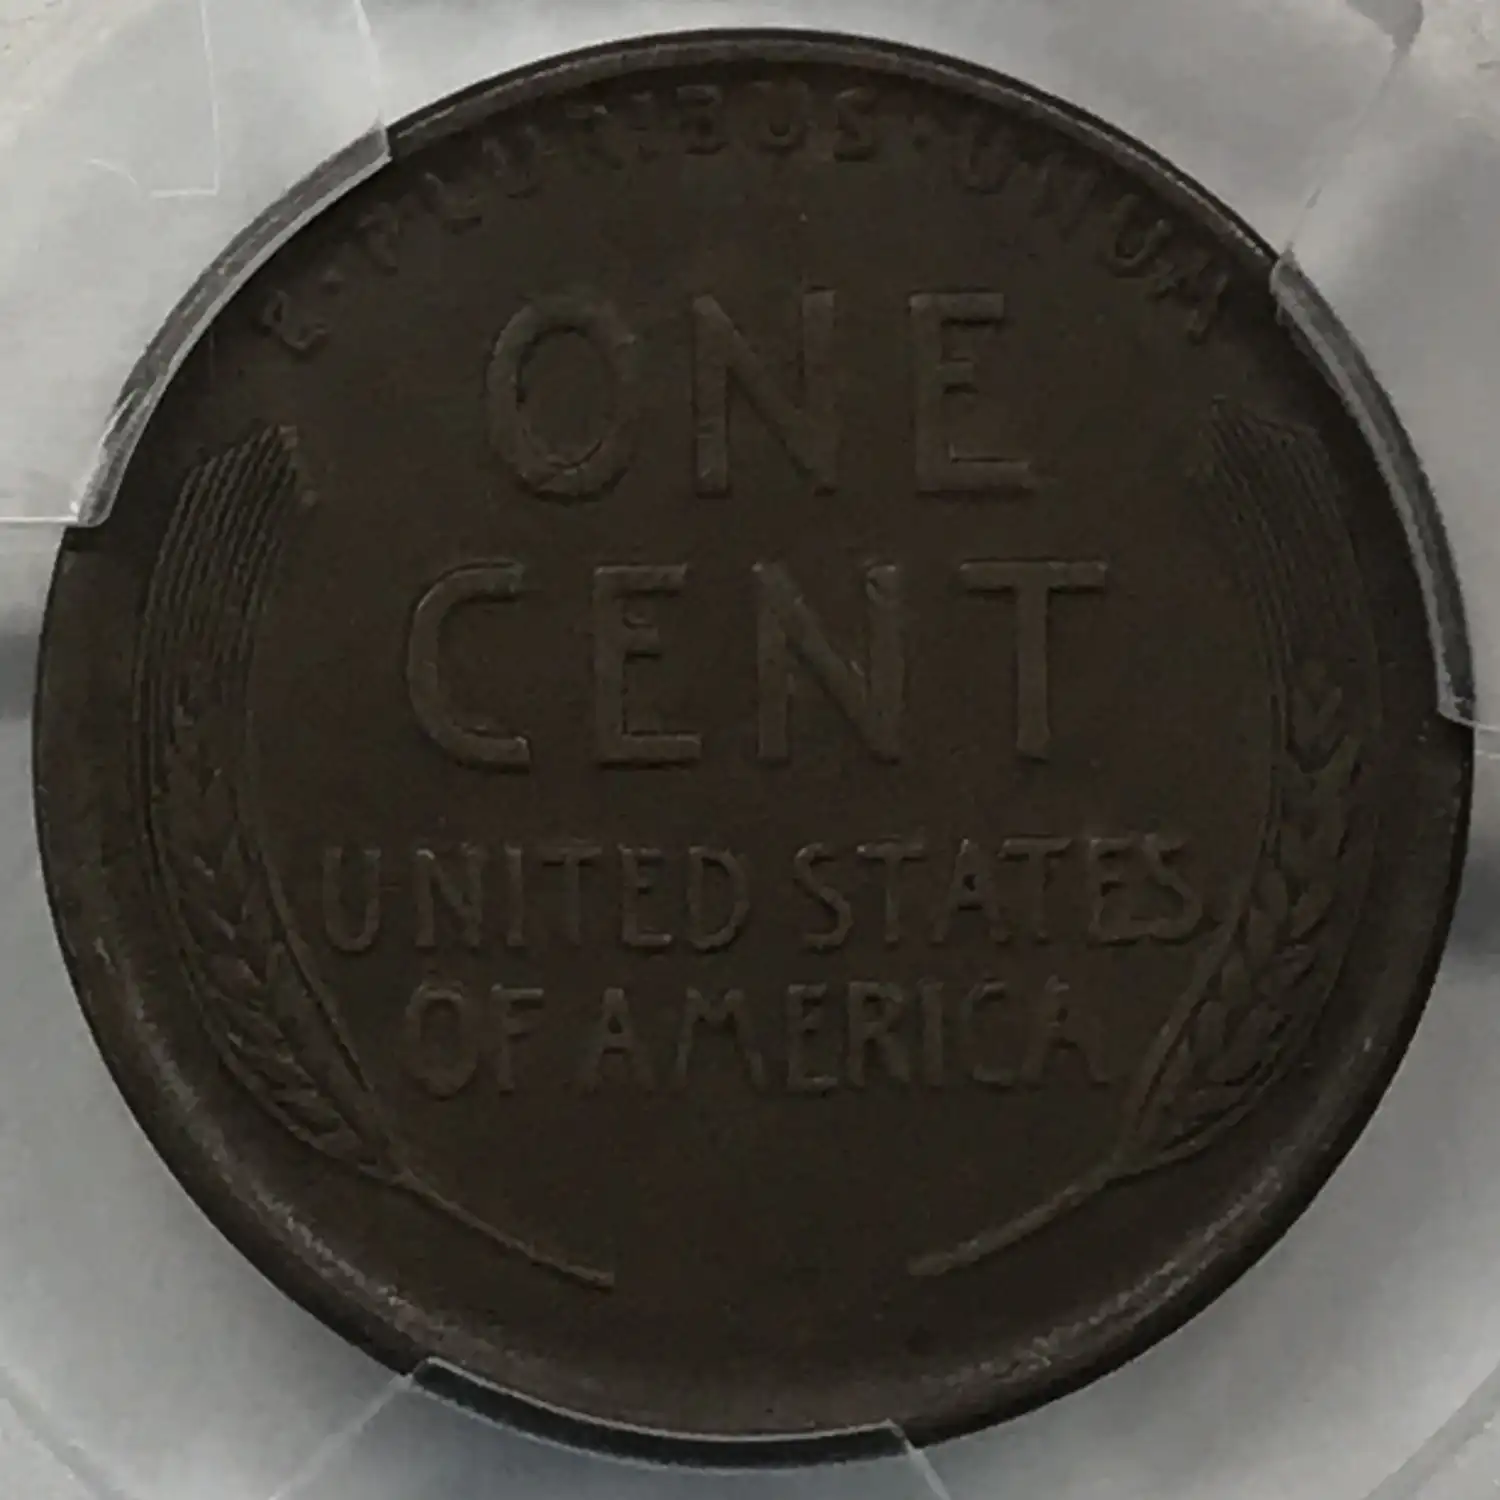 E·PLURIBUS·UNUM
ONE
CENT
UNITED STATES
OF AMERICA